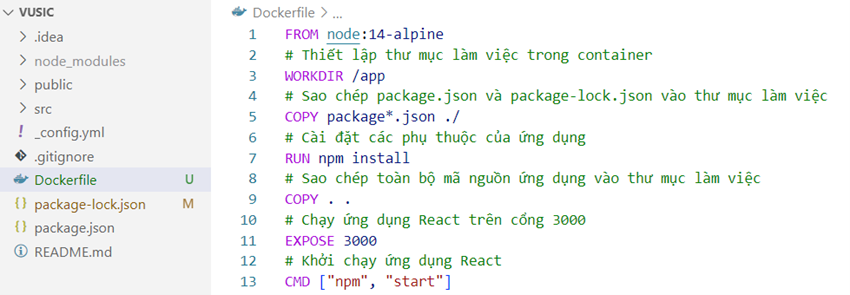 VUSIC
.idea
node_modules
public
src
_config.yml
.gitignore
Dockerfile U
package-lock.json M
package.json
README.md
Dockerfile > ...
1 FROM node:14-alpine
2 # Thiết lập thư mục làm việc trong container
3 WORKDIR /app
4 # Sao chép package.json và package-lock.json vào thư mục làm việc
5 COPY package*.json ./
6 # Cài đặt các phụ thuộc của ứng dụng
7 RUN npm install
8 # Sao chép toàn bộ mã nguồn ứng dụng vào thư mục làm việc
9 COPY . .
10 # Chạy ứng dụng React trên cổng 3000
11 EXPOSE 3000
12 # Khởi chạy ứng dụng React
13 CMD ["npm", "start"]